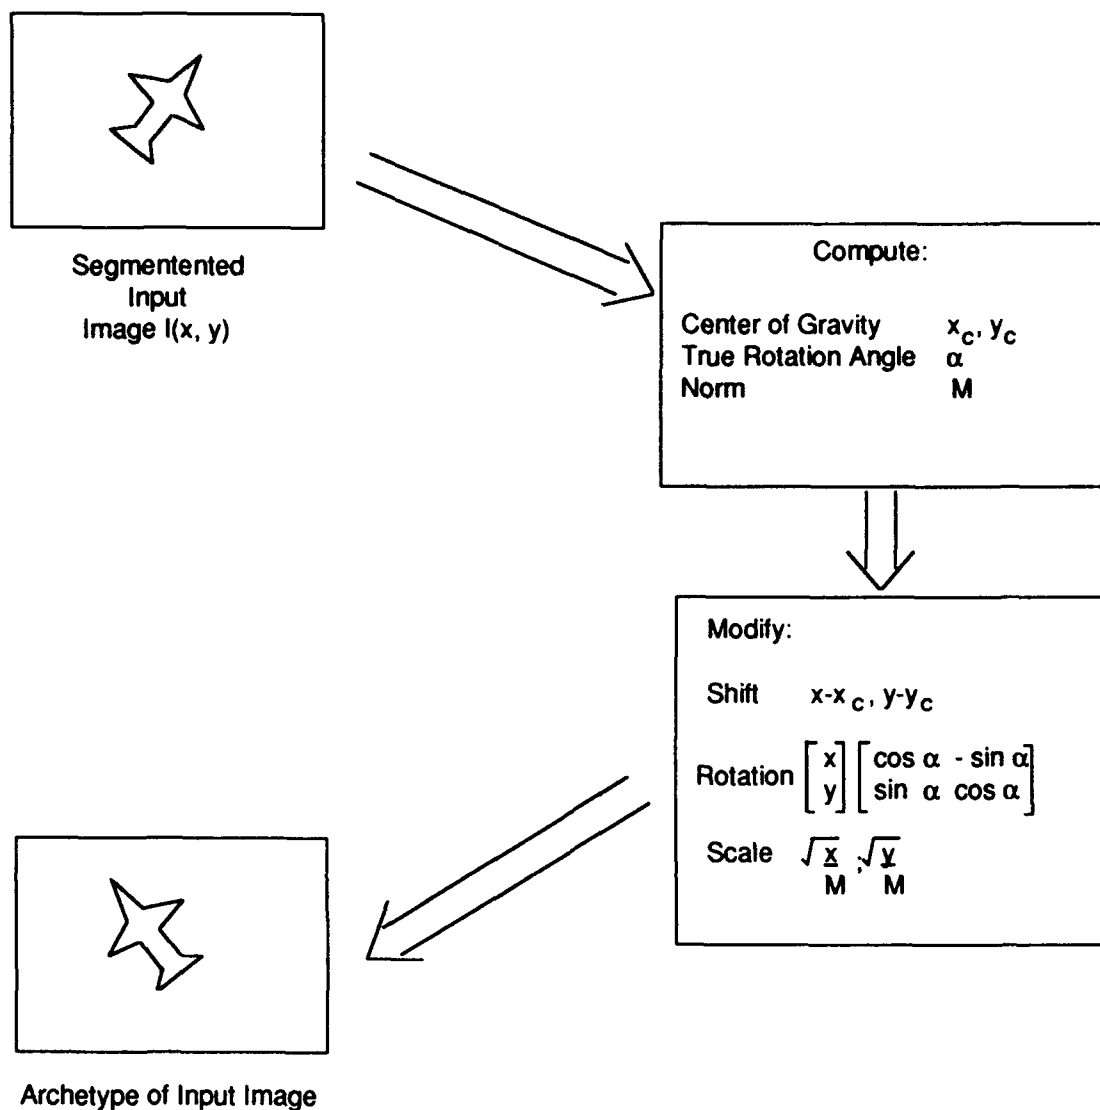 Segmentented
Input
Image I(x, y)
Compute:
Center of Gravity x_c, y_c
True Rotation Angle α
Norm M
Modify:
Shift x-x_c, y-y_c
Rotation [x y] [cos α - sin α
sin α cos α]
Scale √x/M ; √y/M
Archetype of Input Image